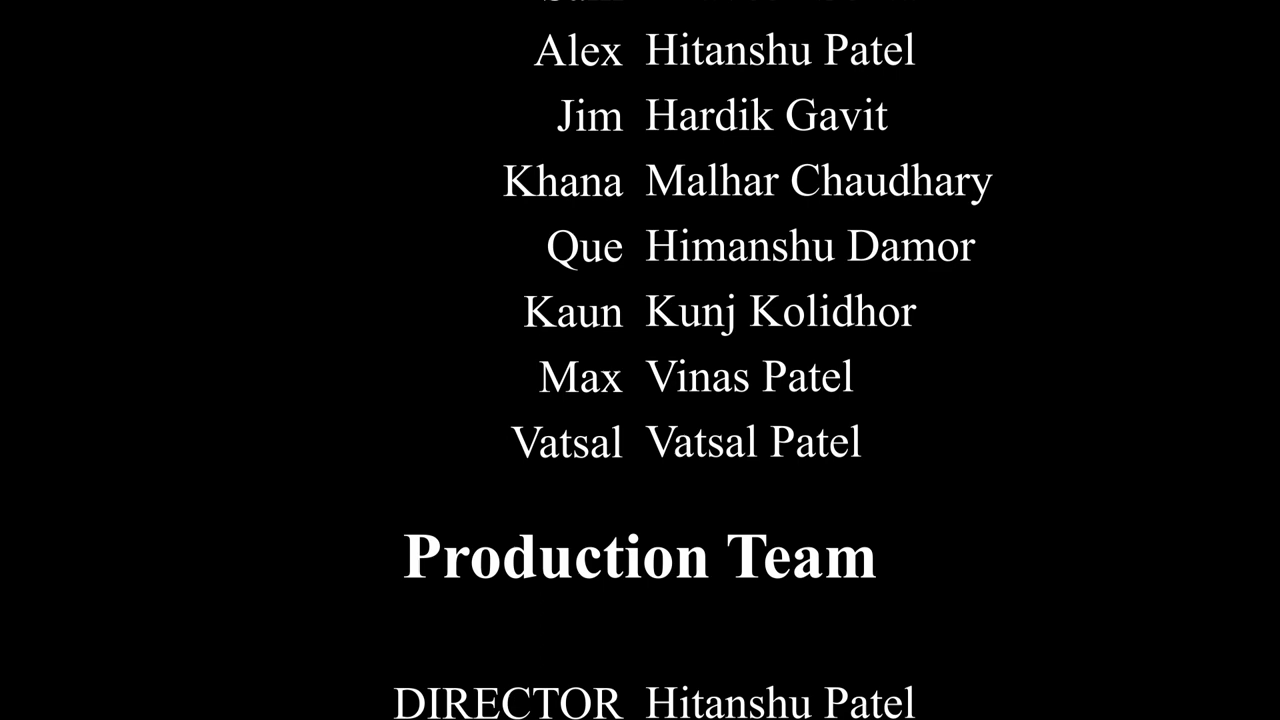 Alex Hitanshu Patel
Jim Hardik Gavit
Khana Malhar Chaudhary
Que Himanshu Damor
Kaun Kunj Kolidhor
Max Vinas Patel
Vatsal Vatsal Patel
Production Team
DIRECTOR Hitanshu Patel